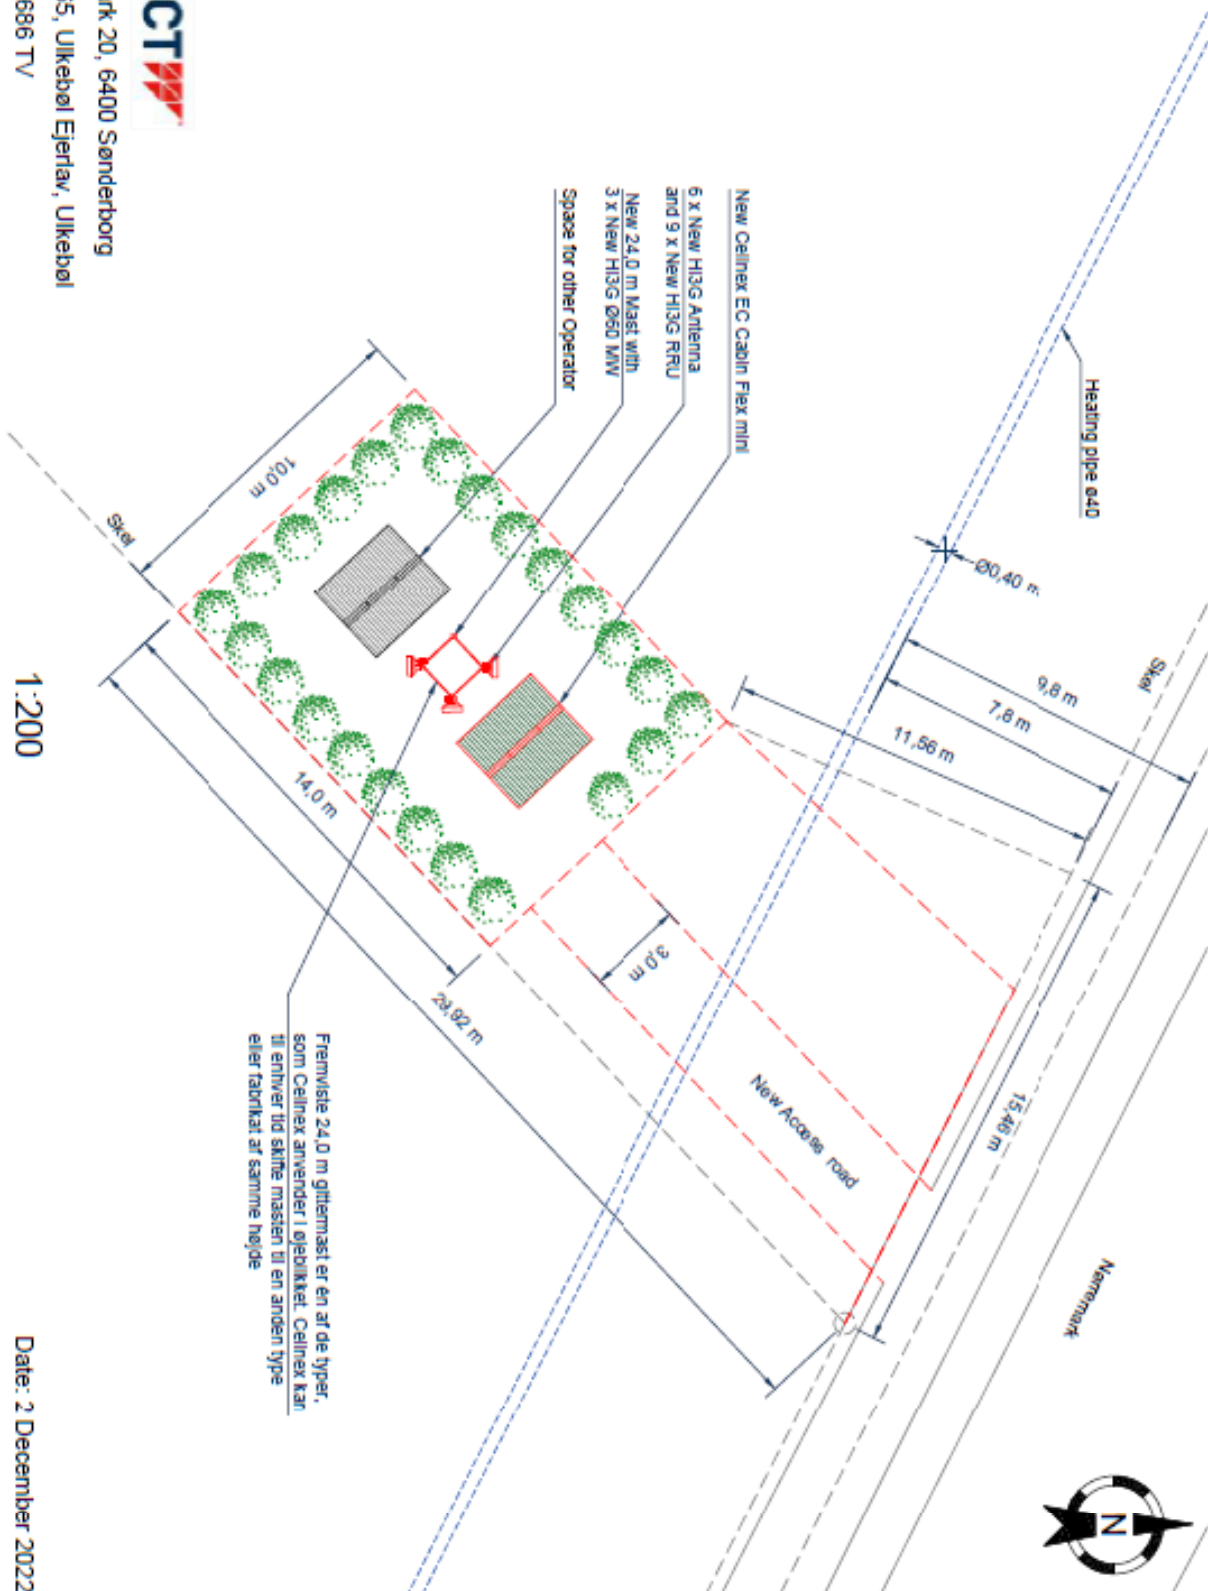 CT
rk 20, 6400 Sønderborg
5, Ulkebøl Ejerlav, Ulkebøl
686 TV
New Cellnex EC Cabin Flex mini
6 x New HI3G Antenna
and 9 x New HI3G RRU
New 24,0 m Mast with
3 x New HI3G Ø60 MW
Space for other Operator
Heating pipe ø40
Ø0,40 m
Skel
9,8 m
7,8 m
11,56 m
10,0 m
Skel
14,0 m
29,92 m
3,0 m
New Access road
15,46 m
Nørremark
Fremviste 24,0 m gittermast er én af de typer,
som Cellnex anvender i øjeblikket. Cellnex kan
til enhver tid skifte masten til en anden type
eller fabrikat af samme højde
N
1:200
Date: 2 December 2022